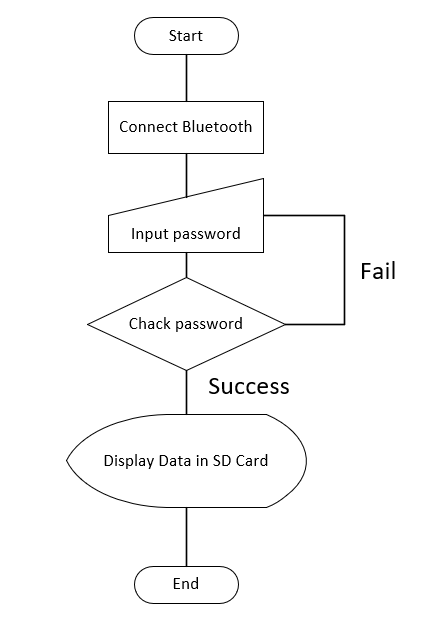 Start
Connect Bluetooth
Input password
Fail
Chack password
Success
Display Data in SD Card
End